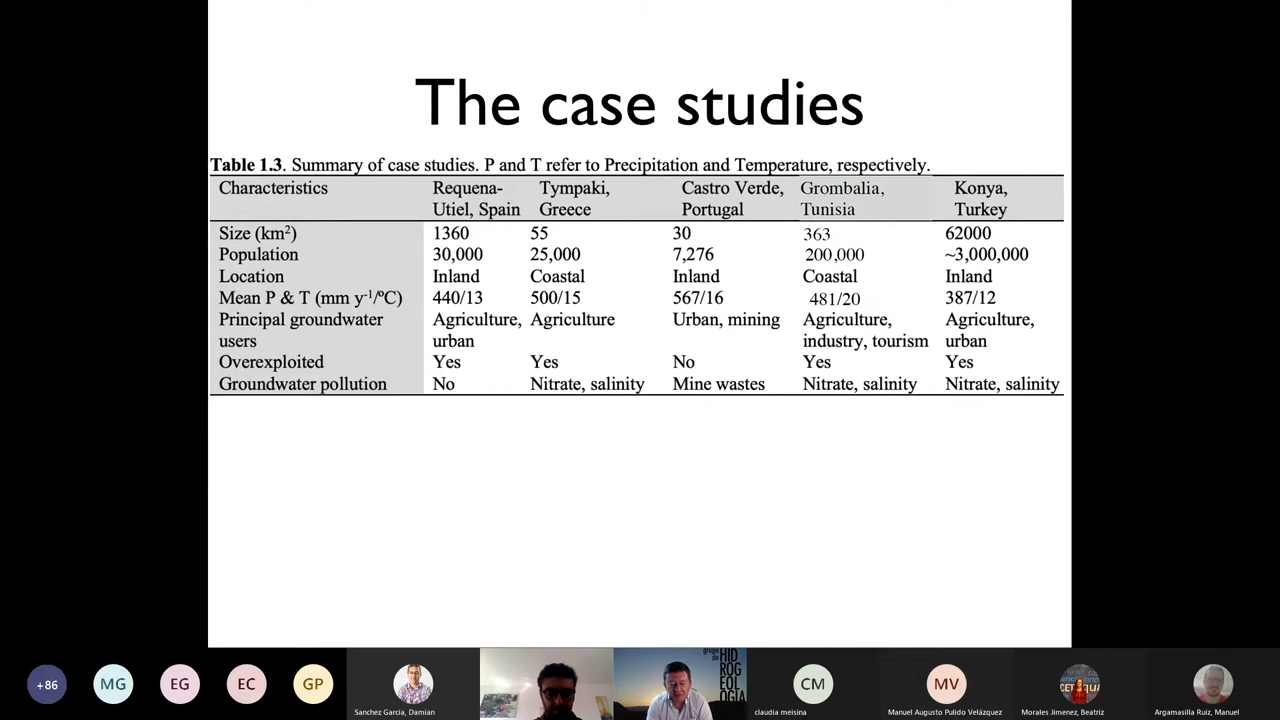 The case studies
Table 1.3. Summary of case studies. P and T refer to Precipitation and Temperature, respectively.
Characteristics Requena- Tympaki, Castro Verde, Grombalia, Konya,
Utiel, Spain Greece Portugal Tunisia Turkey
Size (km²) 1360 55 30 363 62000
Population 30,000 25,000 7,276 200,000 ~3,000,000
Location Inland Coastal Inland Coastal Inland
Mean P & T (mm y⁻¹/ºC) 440/13 500/15 567/16 481/20 387/12
Principal groundwater Agriculture, Agriculture Urban, mining Agriculture, Agriculture,
users urban industry, tourism urban
Overexploited Yes Yes No Yes Yes
Groundwater pollution No Nitrate, salinity Mine wastes Nitrate, salinity Nitrate, salinity
grupo de HID
ROG
EOL
OGÍA
+86 MG EG EC GP CM MV
Sanchez Garcia, Damian claudia meisina Manuel Augusto Pulido Velázquez Morales Jimenez, Beatriz Argamasilla Ruiz, Manuel